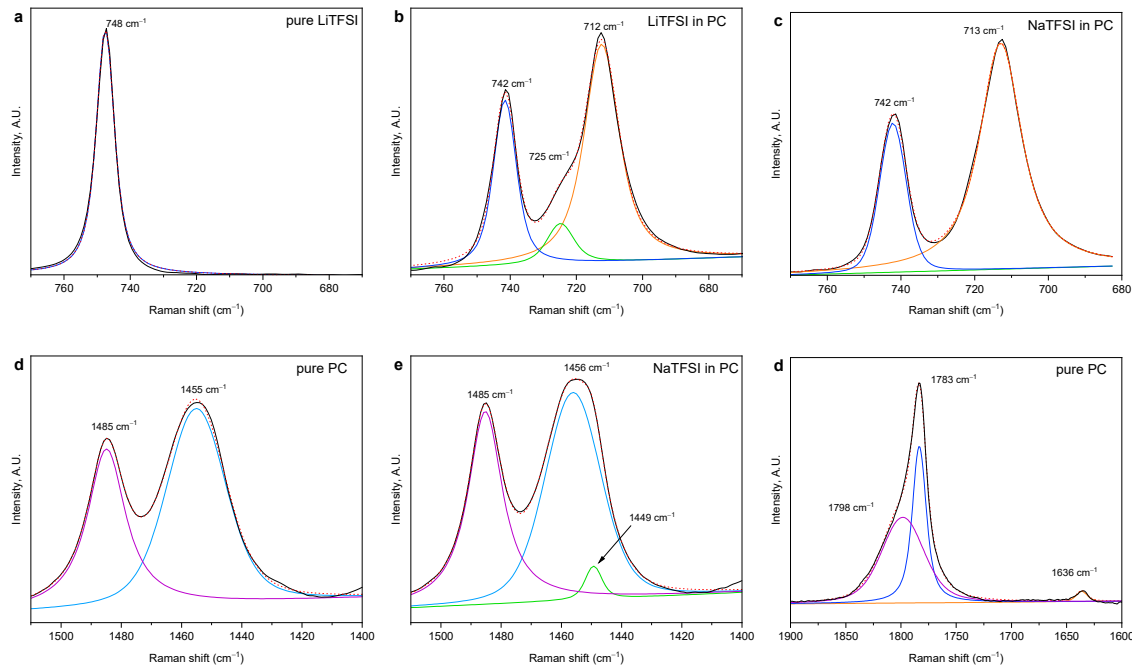 a
pure LiTFSI
748 cm⁻¹
Intensity, A.U.
760 740 720 700 680
Raman shift (cm⁻¹)
b
LiTFSI in PC
712 cm⁻¹
742 cm⁻¹
725 cm⁻¹
Intensity, A.U.
760 740 720 700 680
Raman shift (cm⁻¹)
c
NaTFSI in PC
713 cm⁻¹
742 cm⁻¹
Intensity, A.U.
760 740 720 700 680
Raman shift (cm⁻¹)
d
pure PC
1455 cm⁻¹
1485 cm⁻¹
Intensity, A.U.
1500 1480 1460 1440 1420 1400
Raman shift (cm⁻¹)
e
NaTFSI in PC
1456 cm⁻¹
1485 cm⁻¹
1449 cm⁻¹
Intensity, A.U.
1500 1480 1460 1440 1420 1400
Raman shift (cm⁻¹)
d
pure PC
1783 cm⁻¹
1798 cm⁻¹
1636 cm⁻¹
Intensity, A.U.
1900 1850 1800 1750 1700 1650 1600
Raman shift (cm⁻¹)